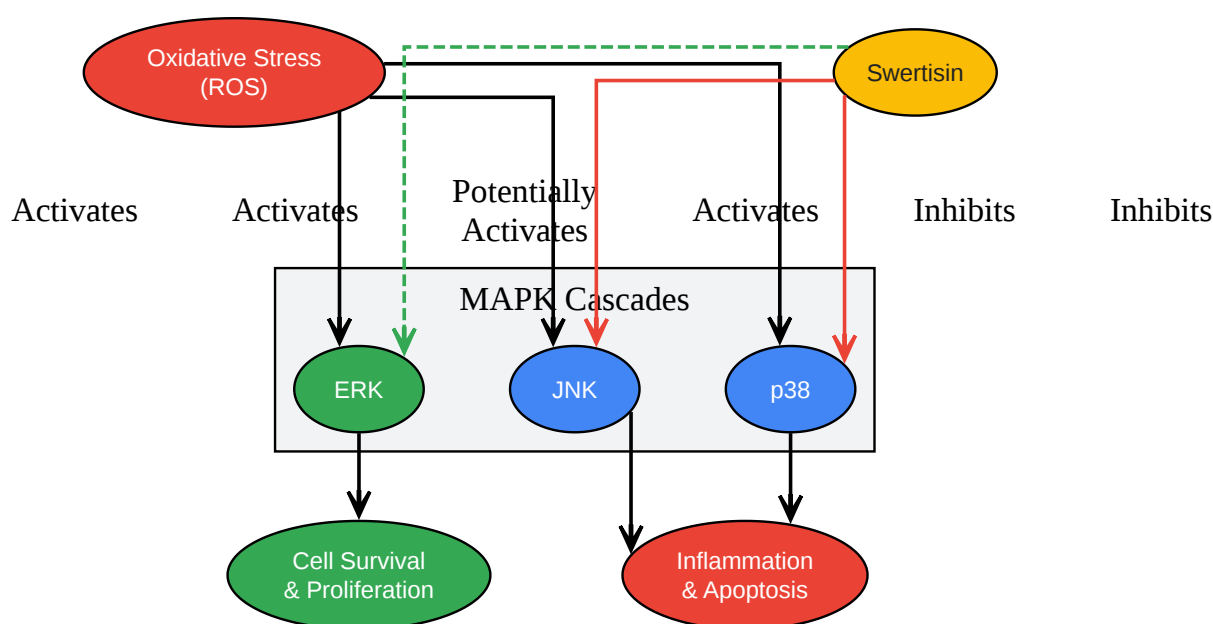 Oxidative Stress
(ROS)
Swertisin
Activates
Activates
Potentially
Activates
Activates
Inhibits
Inhibits
MAPK Cascades
ERK
JNK
p38
Cell Survival
& Proliferation
Inflammation
& Apoptosis